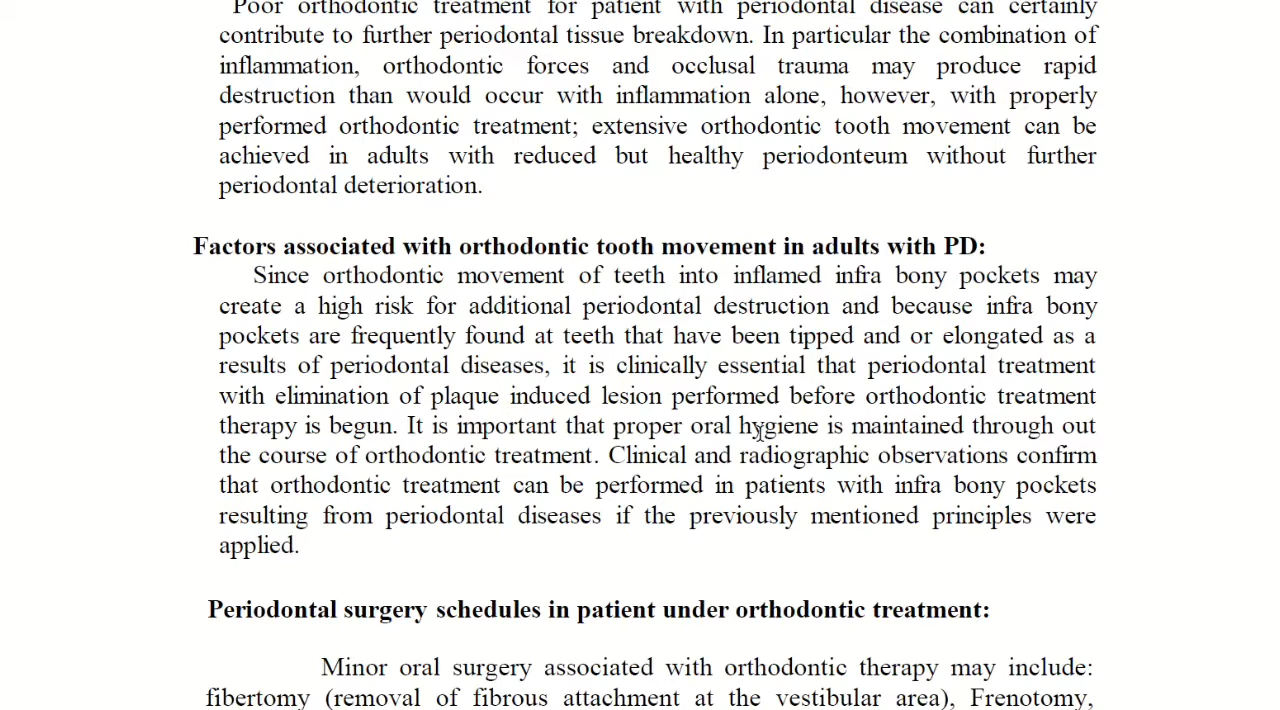 Poor orthodontic treatment for patient with periodontal disease can certainly
contribute to further periodontal tissue breakdown. In particular the combination of
inflammation, orthodontic forces and occlusal trauma may produce rapid
destruction than would occur with inflammation alone, however, with properly
performed orthodontic treatment; extensive orthodontic tooth movement can be
achieved in adults with reduced but healthy periodonteum without further
periodontal deterioration.
Factors associated with orthodontic tooth movement in adults with PD:
Since orthodontic movement of teeth into inflamed infra bony pockets may
create a high risk for additional periodontal destruction and because infra bony
pockets are frequently found at teeth that have been tipped and or elongated as a
results of periodontal diseases, it is clinically essential that periodontal treatment
with elimination of plaque induced lesion performed before orthodontic treatment
therapy is begun. It is important that proper oral hygiene is maintained through out
the course of orthodontic treatment. Clinical and radiographic observations confirm
that orthodontic treatment can be performed in patients with infra bony pockets
resulting from periodontal diseases if the previously mentioned principles were
applied.
Periodontal surgery schedules in patient under orthodontic treatment:
Minor oral surgery associated with orthodontic therapy may include:
fibertomy (removal of fibrous attachment at the vestibular area), Frenotomy,